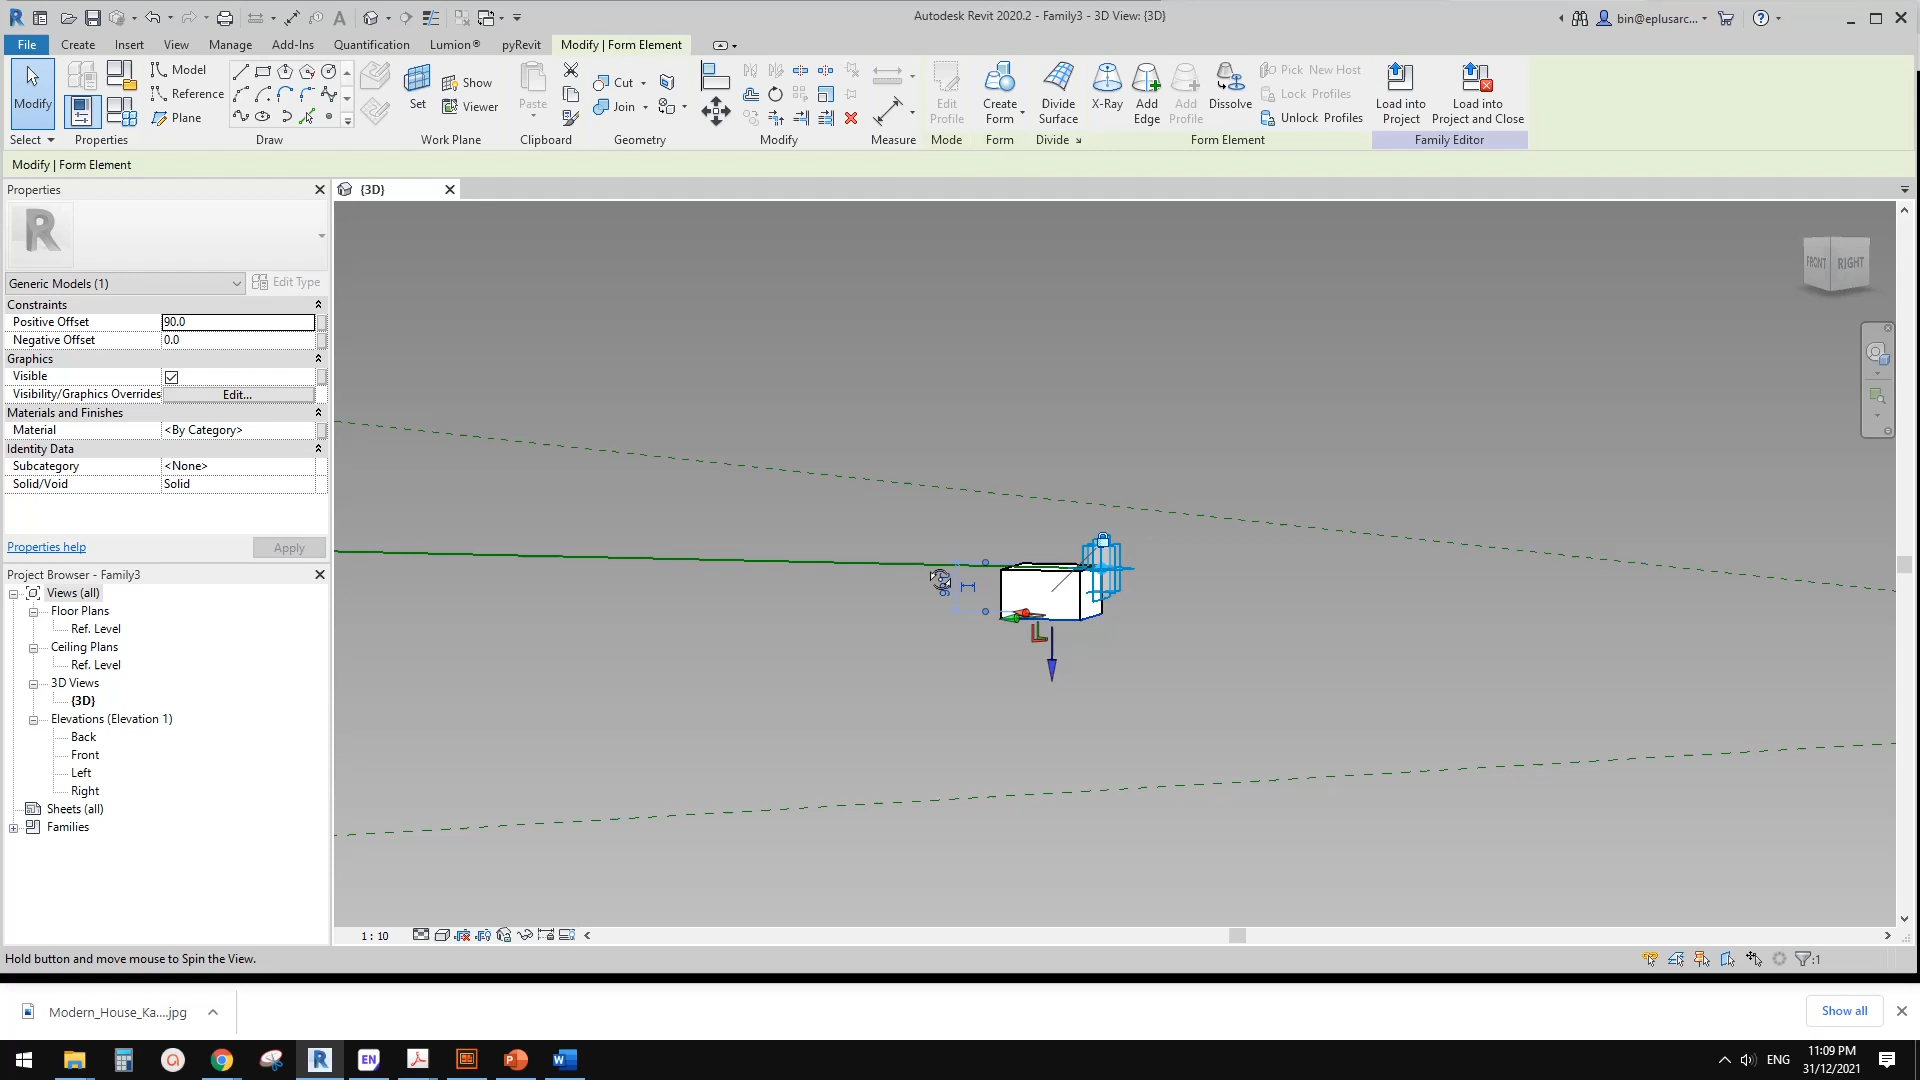 Autodesk Revit 2020.2 - Family3 - 3D View: {3D}
bin@eplusarc...
File Create Insert View Manage Add-Ins Quantification Lumion® pyRevit Modify | Form Element
Modify
Model
Reference
Plane
Set
Show
Viewer
Paste
Cut
Join
Edit Profile
Create Form
Divide Surface
X-Ray
Add Edge
Add Profile
Dissolve
Pick New Host
Lock Profiles
Unlock Profiles
Load into Project
Load into Project and Close
Select Properties Draw Work Plane Clipboard Geometry Modify Measure Mode Form Divide Form Element Family Editor
Modify | Form Element
Properties
{3D}
R
Generic Models (1)
Edit Type
Constraints
Positive Offset 90.0
Negative Offset 0.0
Graphics
Visible
Visibility/Graphics Overrides Edit...
Materials and Finishes
Material <By Category>
Identity Data
Subcategory <None>
Solid/Void Solid
Properties help
Apply
FRONT RIGHT
Project Browser - Family3
Views (all)
Floor Plans
Ref. Level
Ceiling Plans
Ref. Level
3D Views
{3D}
Elevations (Elevation 1)
Back
Front
Left
Right
Sheets (all)
Families
1 : 10
Hold button and move mouse to Spin the View.
:1
Modern_House_Ka....jpg
Show all
EN
ENG
11:09 PM
31/12/2021